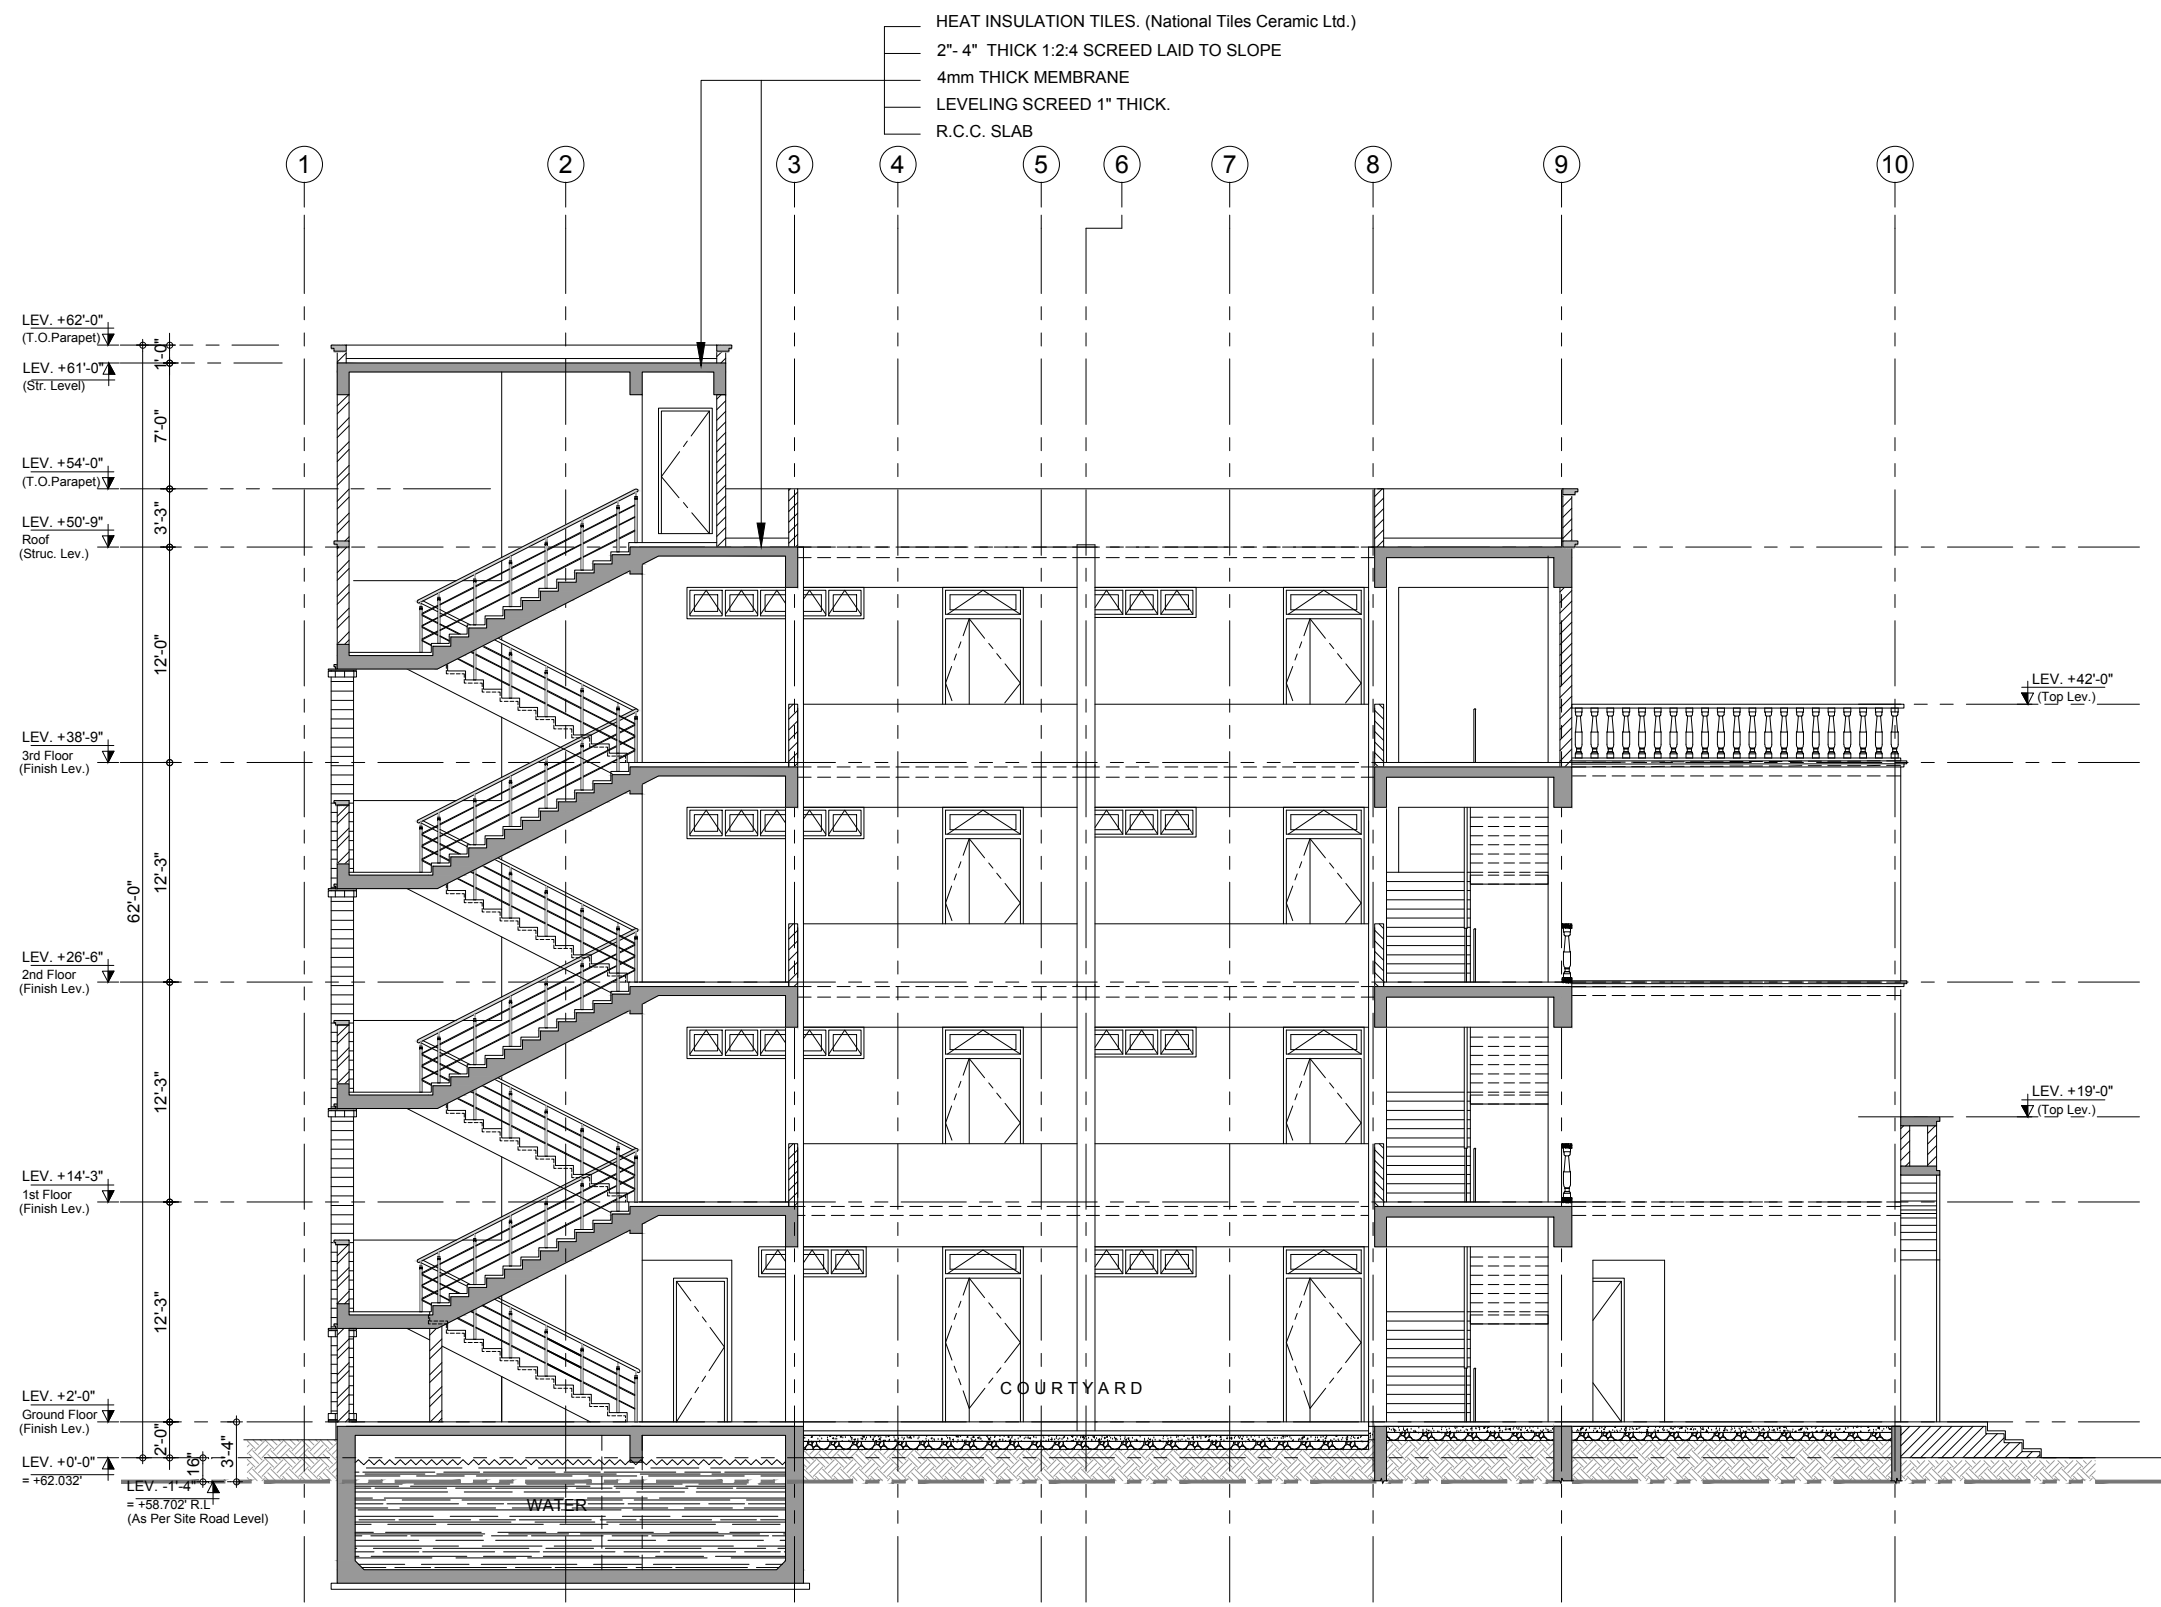 HEAT INSULATION TILES. (National Tiles Ceramic Ltd.)
2"- 4" THICK 1:2:4 SCREED LAID TO SLOPE
4mm THICK MEMBRANE
LEVELING SCREED 1" THICK.
R.C.C. SLAB
1 2 3 4 5 6 7 8 9 10
LEV. +62'-0"
(T.O.Parapet)
1'-0"
LEV. +61'-0"
(Str. Level)
7'-0"
LEV. +54'-0"
(T.O.Parapet)
3'-3"
LEV. +50'-9"
Roof
(Struc. Lev.)
12'-0"
LEV. +42'-0"
(Top Lev.)
LEV. +38'-9"
3rd Floor
(Finish Lev.)
12'-3"
62'-0"
LEV. +26'-6"
2nd Floor
(Finish Lev.)
12'-3"
LEV. +19'-0"
(Top Lev.)
LEV. +14'-3"
1st Floor
(Finish Lev.)
12'-3"
COURTYARD
LEV. +2'-0"
Ground Floor
(Finish Lev.)
2'-0"
3'-4"
16"
LEV. +0'-0"
= +62.032'
LEV. -1'-4"
= +58.702' R.L
(As Per Site Road Level)
WATER